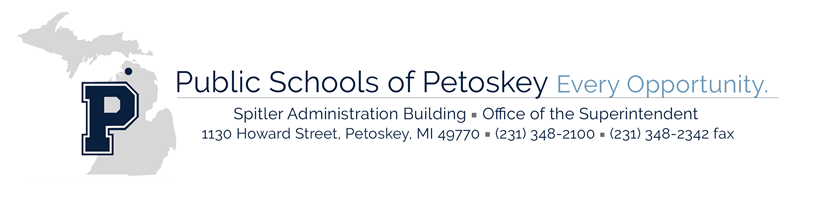 P
Public Schools of Petoskey Every Opportunity.
Spitler Administration Building ▪ Office of the Superintendent
1130 Howard Street, Petoskey, MI 49770 ▪ (231) 348-2100 ▪ (231) 348-2342 fax